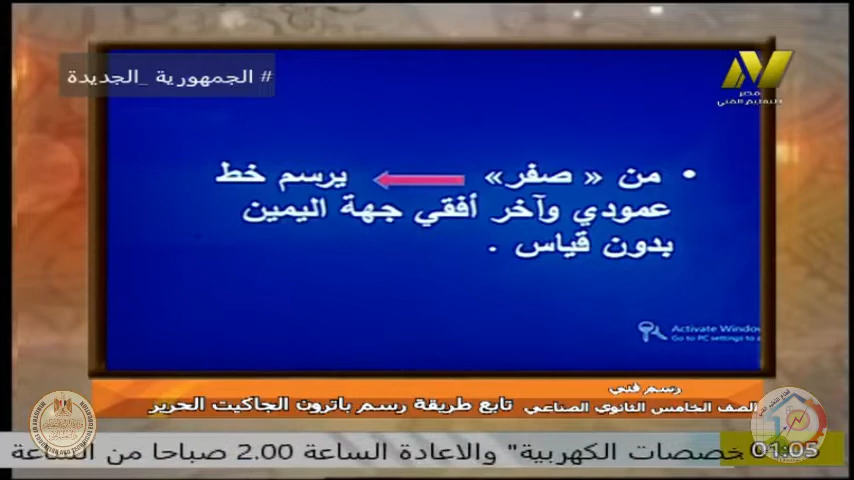 # الجمهورية _الجديدة
مصر
التعليم الفني
• من « صفر» يرسم خط
عمودي وآخر أفقي جهة اليمين
بدون قياس .
Activate Windo
Go to PC settings to a
رسم فني
الصف الخامس الثانوي الصناعي تابع طريقة رسم باترون الجاكيت الحرير
خصصات الكهربية" والاعادة الساعة 2.00 صباحا من الساعة
01:05